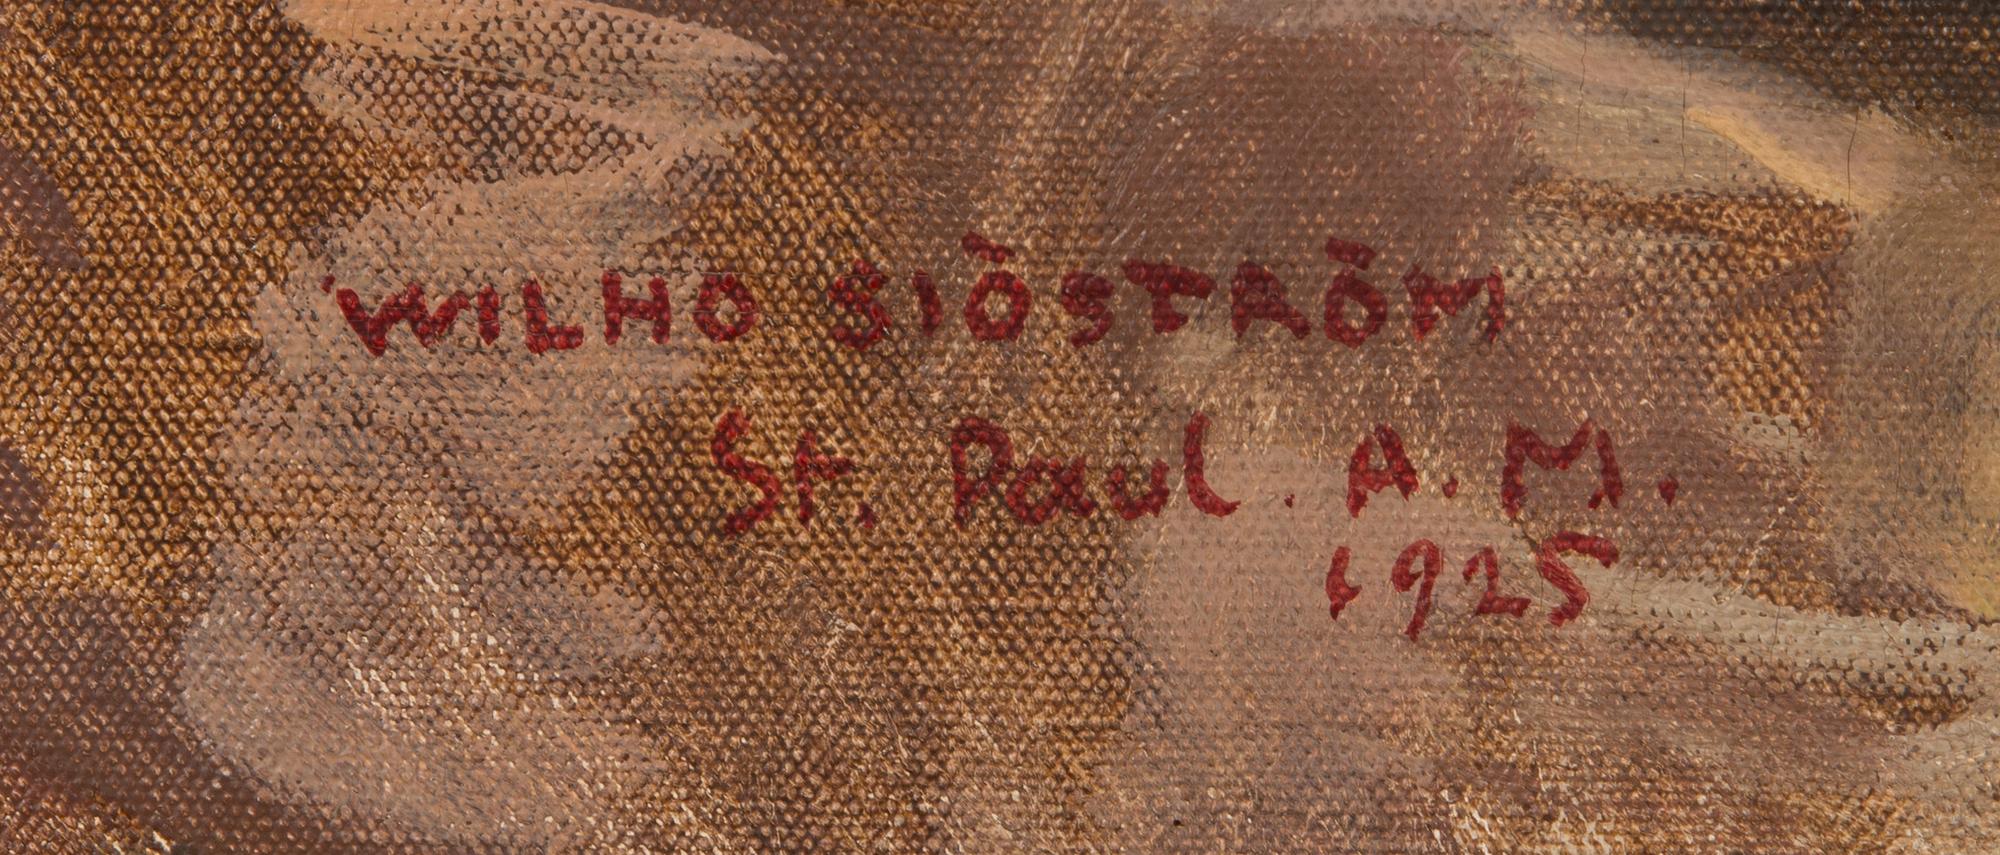 WILHO SIÖSTRÖM
St. Paul. A. M.
1925